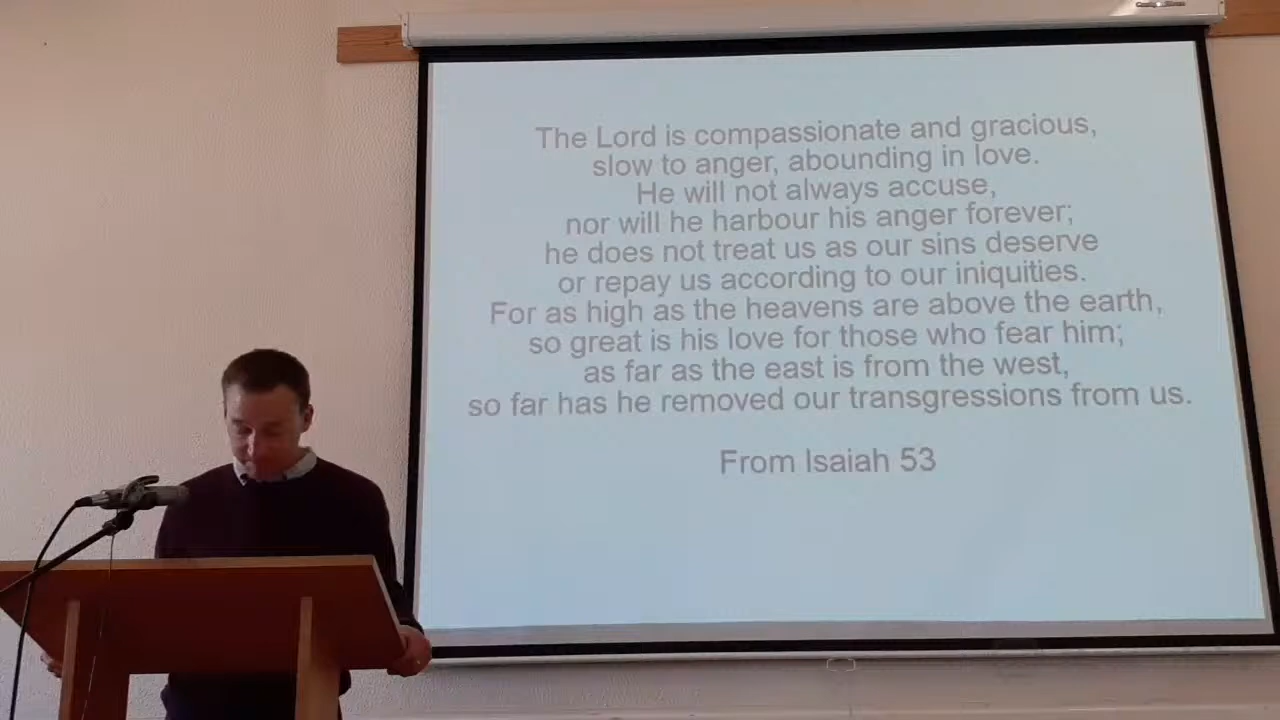 The Lord is compassionate and gracious,
slow to anger, abounding in love.
He will not always accuse,
nor will he harbour his anger forever;
he does not treat us as our sins deserve
or repay us according to our iniquities.
For as high as the heavens are above the earth,
so great is his love for those who fear him;
as far as the east is from the west,
so far has he removed our transgressions from us.
From Isaiah 53